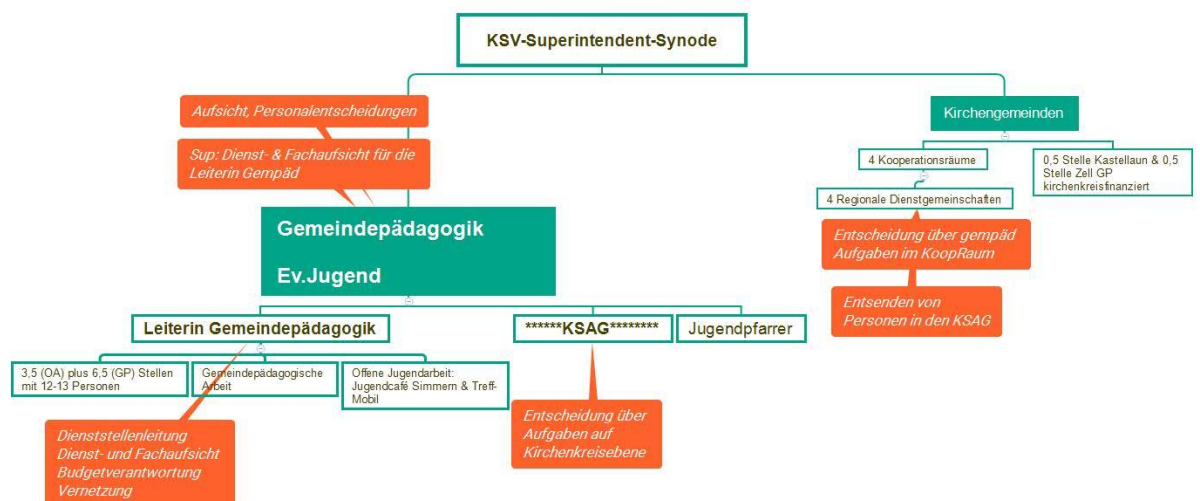 KSV-Superintendent-Synode
Aufsicht, Personalentscheidungen
Sup: Dienst- & Fachaufsicht für die
Leiterin Gempäd
Kirchengemeinden
4 Kooperationsräume
0,5 Stelle Kastellaun & 0,5
Stelle Zell GP
kirchenkreisfinanziert
4 Regionale Dienstgemeinschaften
Gemeindepädagogik
Ev.Jugend
Entscheidung über gempäd
Aufgaben im KoopRaum
Entsenden von
Personen in den KSAG
Leiterin Gemeindepädagogik
******KSAG********
Jugendpfarrer
3,5 (OA) plus 6,5 (GP) Stellen
mit 12-13 Personen
Gemeindepädagogische
Arbeit
Offene Jugendarbeit:
Jugendcafé Simmern & Treff-
Mobil
Dienststellenleitung
Dienst- und Fachaufsicht
Budgetverantwortung
Vernetzung
Entscheidung über
Aufgaben auf
Kirchenkreisebene